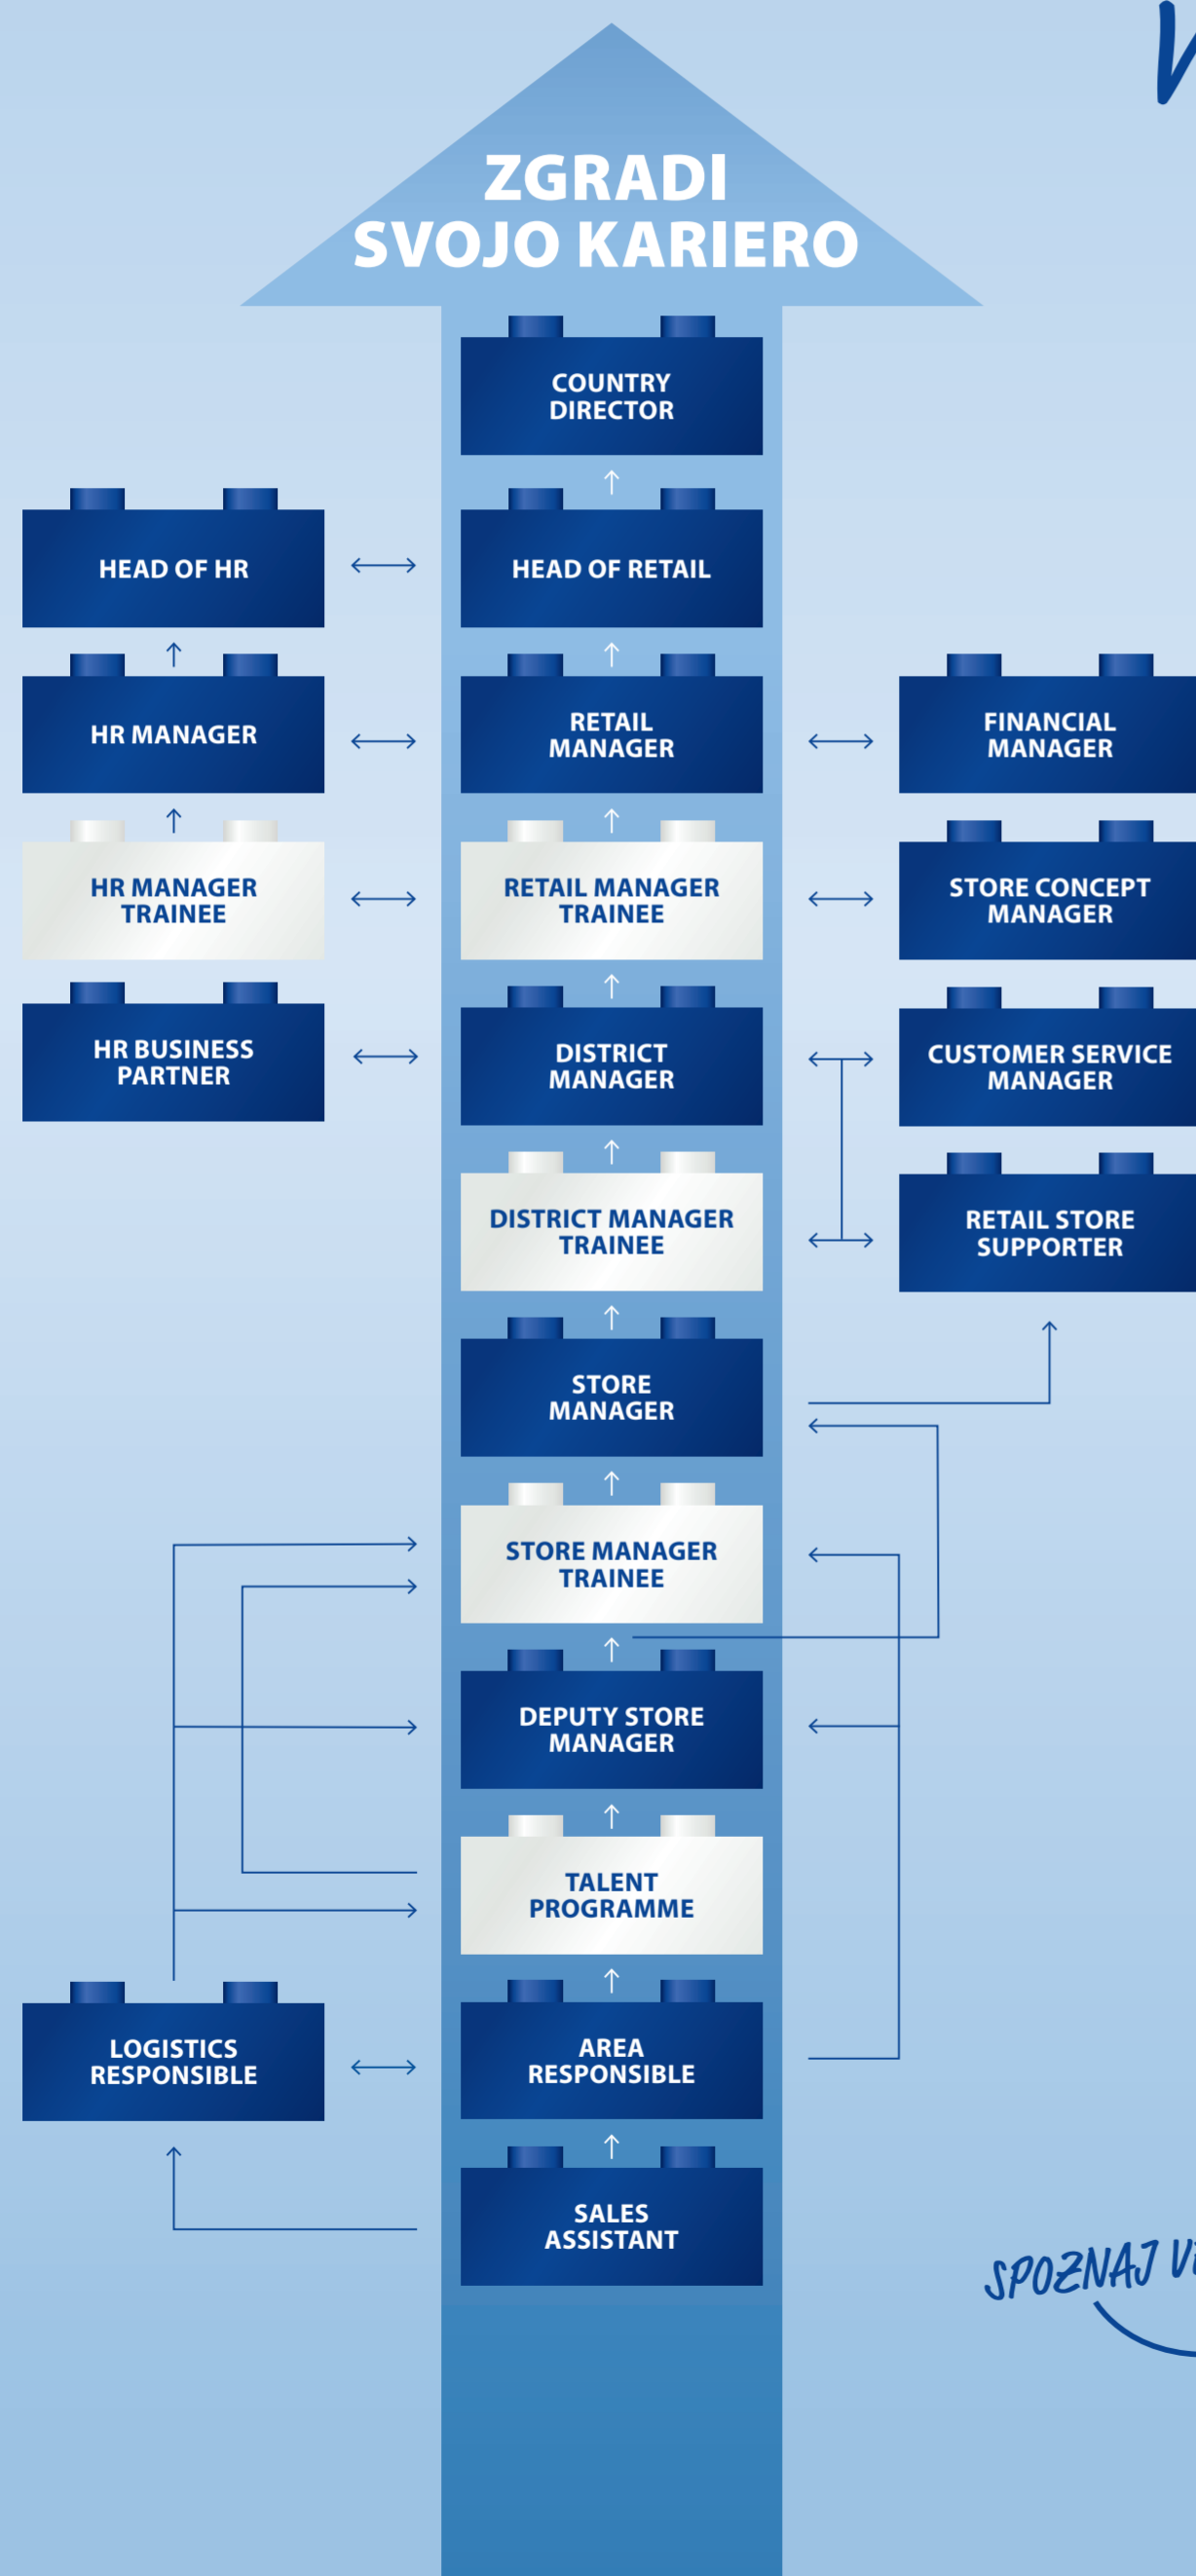 ZGRADI
SVOJO KARIERO
COUNTRY
DIRECTOR
HEAD OF HR
HEAD OF RETAIL
HR MANAGER
RETAIL
MANAGER
FINANCIAL
MANAGER
HR MANAGER
TRAINEE
RETAIL MANAGER
TRAINEE
STORE CONCEPT
MANAGER
HR BUSINESS
PARTNER
DISTRICT
MANAGER
CUSTOMER SERVICE
MANAGER
DISTRICT MANAGER
TRAINEE
RETAIL STORE
SUPPORTER
STORE
MANAGER
STORE MANAGER
TRAINEE
DEPUTY STORE
MANAGER
TALENT
PROGRAMME
LOGISTICS
RESPONSIBLE
AREA
RESPONSIBLE
SALES
ASSISTANT
SPOZNAJ